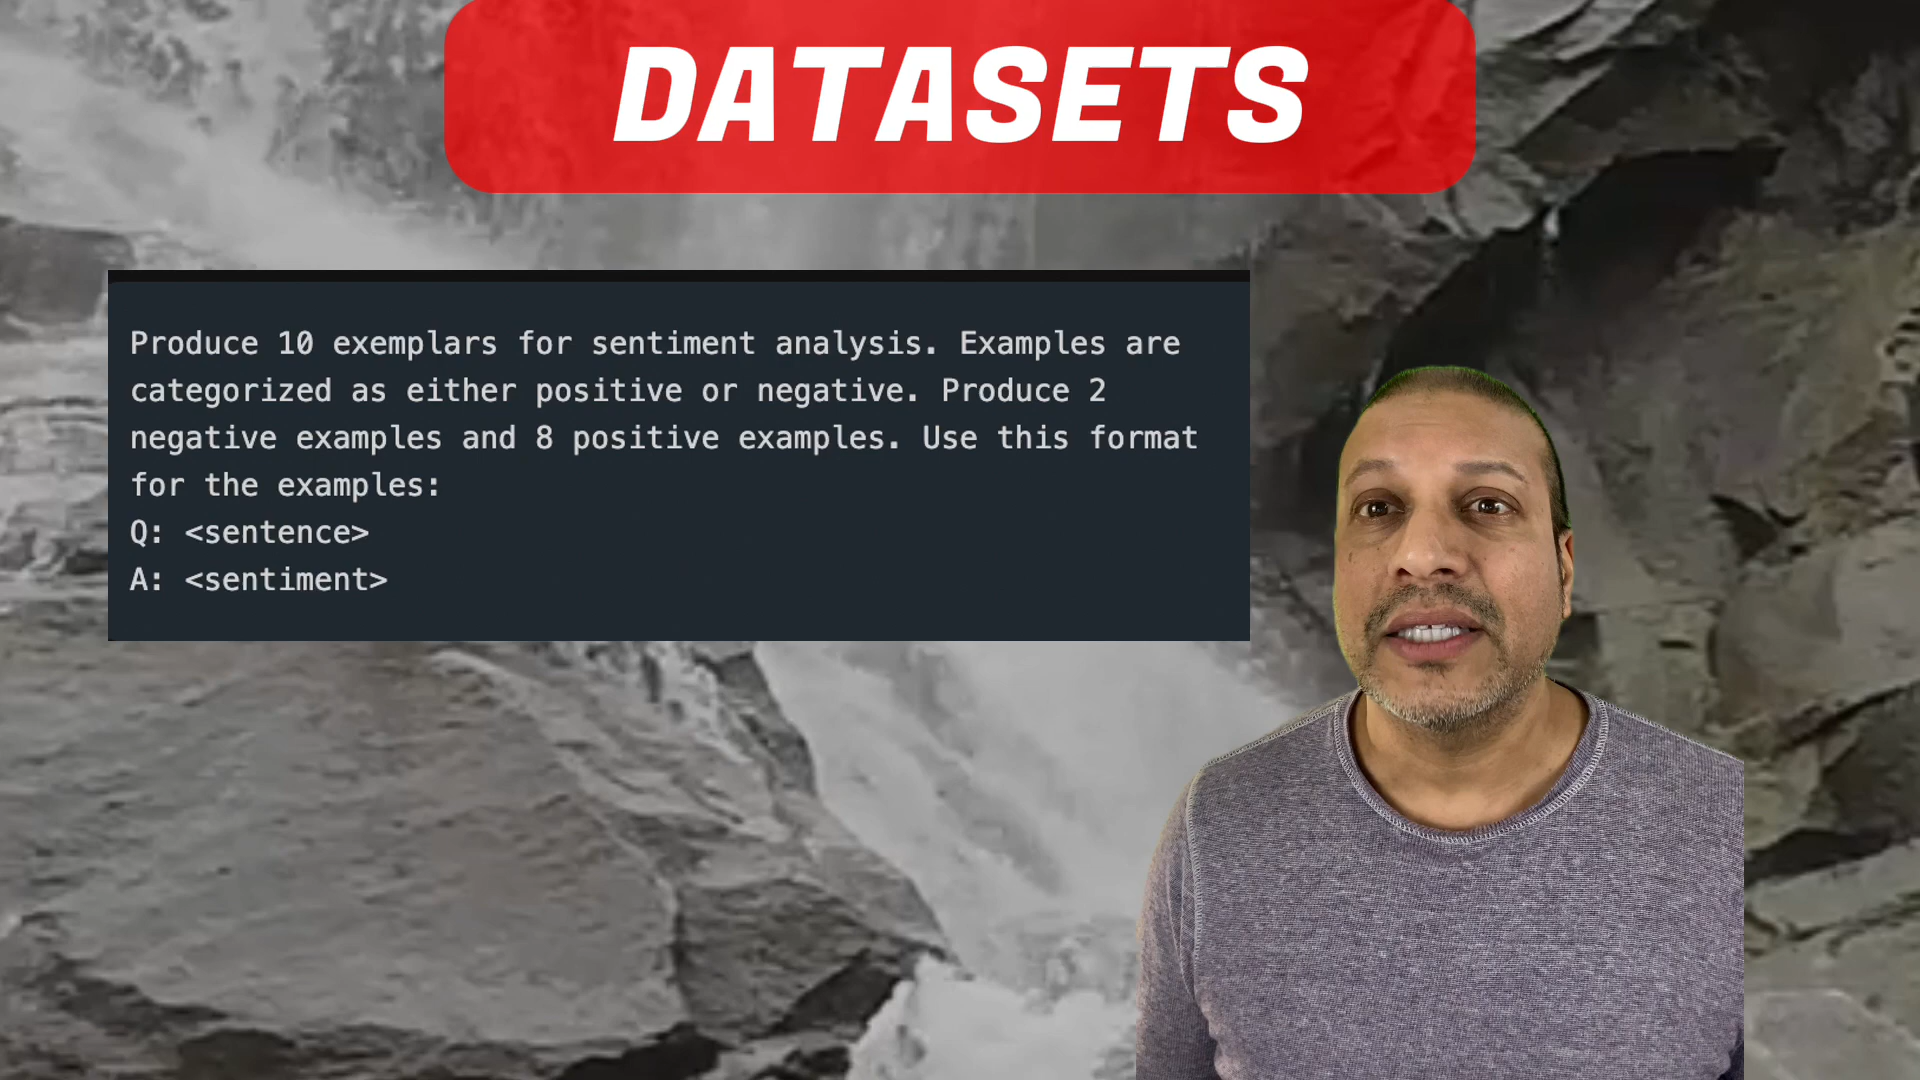 DATASETS
Produce 10 exemplars for sentiment analysis. Examples are
categorized as either positive or negative. Produce 2
negative examples and 8 positive examples. Use this format
for the examples:
Q: <sentence>
A: <sentiment>